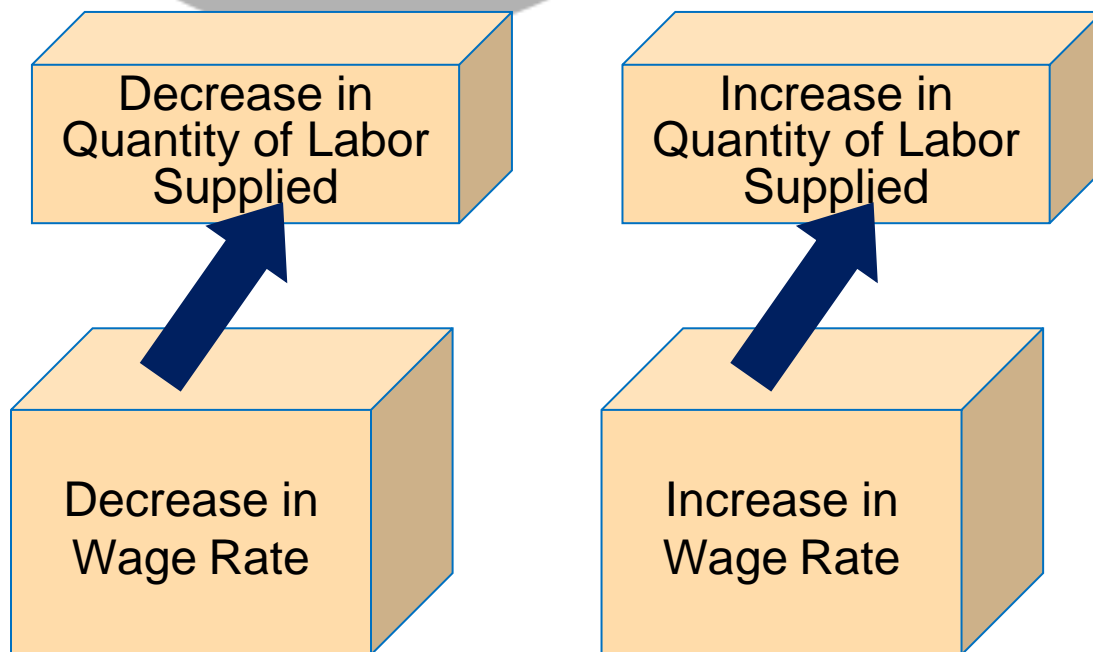 Decrease in
Quantity of Labor
Supplied
Increase in
Quantity of Labor
Supplied
Decrease in
Wage Rate
Increase in
Wage Rate